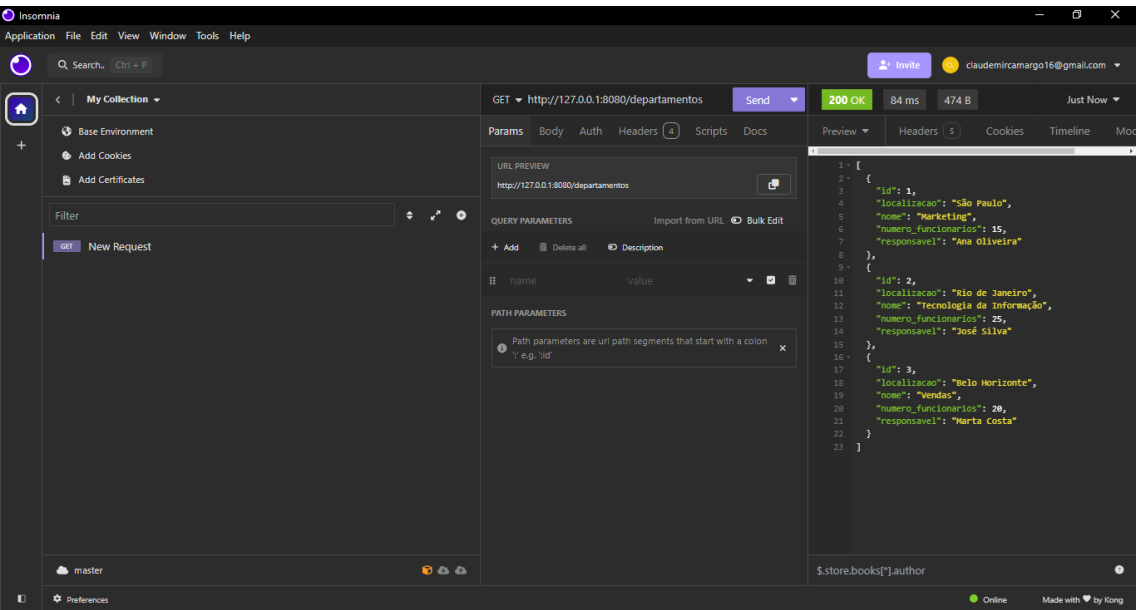 Insomnia
Application File Edit View Window Tools Help
Search.. Ctrl + P
Invite
claudemircamargo16@gmail.com
My Collection
Base Environment
Add Cookies
Add Certificates
Filter
GET New Request
master
Preferences
GET http://127.0.0.1:8080/departamentos Send
Params Body Auth Headers 4 Scripts Docs
URL PREVIEW
http://127.0.0.1:8080/departamentos
QUERY PARAMETERS Import from URL Bulk Edit
+ Add Delete all Description
name value
PATH PARAMETERS
Path parameters are url path segments that start with a colon
':' e.g. ':id'
200 OK 84 ms 474 B Just Now
Preview Headers 5 Cookies Timeline Moc
1 [
2 {
3 "id": 1,
4 "localizacao": "São Paulo",
5 "nome": "Marketing",
6 "numero_funcionarios": 15,
7 "responsavel": "Ana Oliveira"
8 },
9 {
10 "id": 2,
11 "localizacao": "Rio de Janeiro",
12 "nome": "Tecnologia da Informação",
13 "numero_funcionarios": 25,
14 "responsavel": "José Silva"
15 },
16 {
17 "id": 3,
18 "localizacao": "Belo Horizonte",
19 "nome": "Vendas",
20 "numero_funcionarios": 20,
21 "responsavel": "Marta Costa"
22 }
23 ]
$.store.books[*].author
Online Made with ♥ by Kong